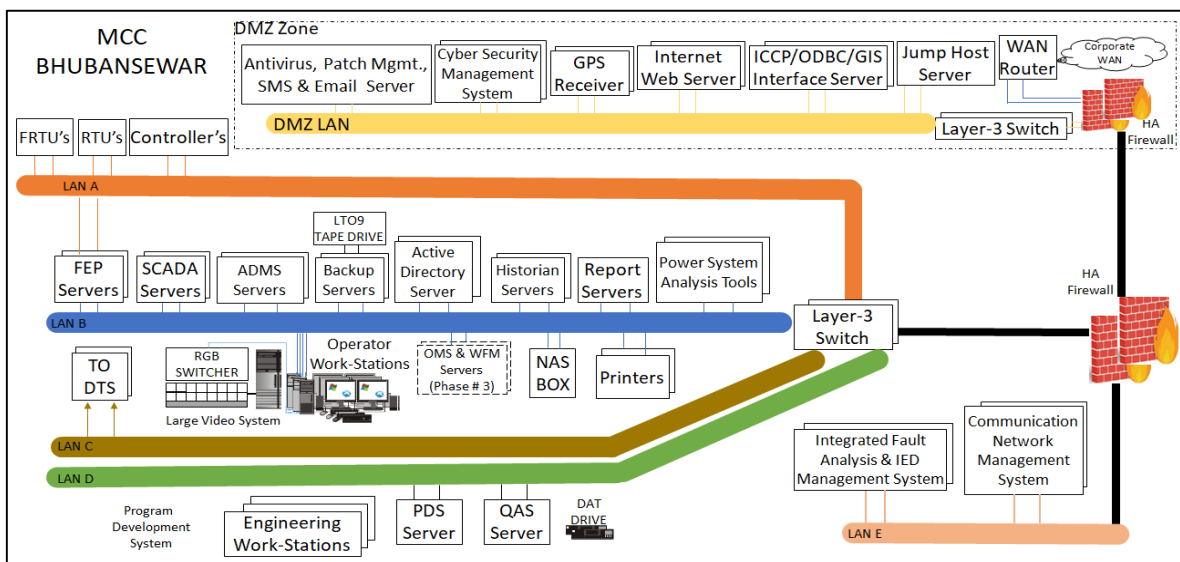 MCC
BHUBANSEWAR
DMZ Zone
Antivirus, Patch Mgmt.,
SMS & Email Server
Cyber Security
Management
System
GPS
Receiver
Internet
Web Server
ICCP/ODBC/GIS
Interface Server
Jump Host
Server
WAN
Router
Corporate
WAN
DMZ LAN
Layer-3 Switch
HA
Firewall
FRTU's
RTU's
Controller's
LAN A
LTO9
TAPE DRIVE
FEP
Servers
SCADA
Servers
ADMS
Servers
Backup
Servers
Active
Directory
Server
Historian
Servers
Report
Servers
Power System
Analysis Tools
HA
Firewall
LAN B
Layer-3
Switch
TO
DTS
RGB
SWITCHER
Large Video System
Operator
Work-Stations
OMS & WFM
Servers
(Phase # 3)
NAS
BOX
Printers
LAN C
LAN D
Integrated Fault
Analysis & IED
Management System
Communication
Network
Management
System
Program
Development
System
Engineering
Work-Stations
PDS
Server
QAS
Server
DAT
DRIVE
LAN E